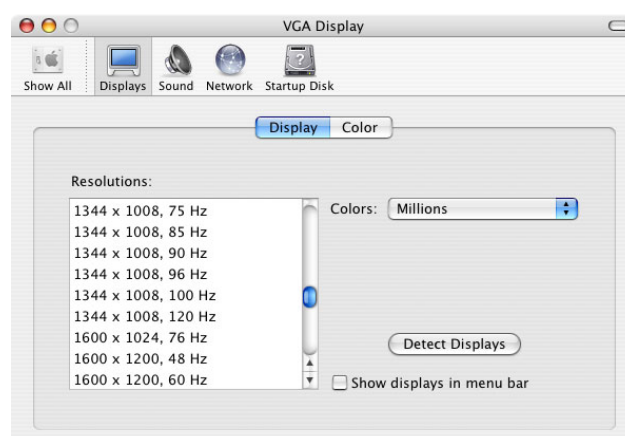 VGA Display
Show All Displays Sound Network Startup Disk
Display Color
Resolutions:
Colors: Millions
1344 x 1008, 75 Hz
1344 x 1008, 85 Hz
1344 x 1008, 90 Hz
1344 x 1008, 96 Hz
1344 x 1008, 100 Hz
1344 x 1008, 120 Hz
1600 x 1024, 76 Hz
1600 x 1200, 48 Hz
1600 x 1200, 60 Hz
Detect Displays
Show displays in menu bar